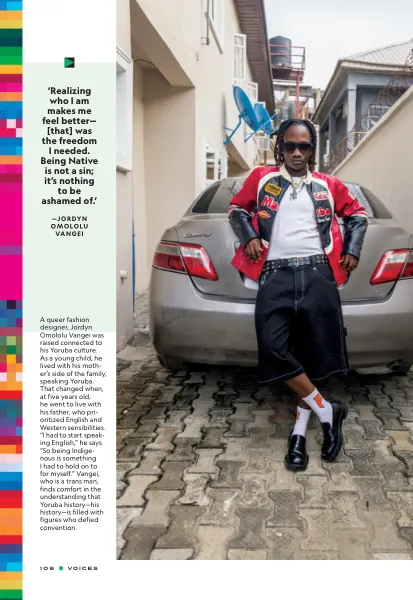 ‘Realizing
who I am
makes me
feel better—
[that] was
the freedom
I needed.
Being Native
is not a sin;
it’s nothing
to be
ashamed of.’
—JORDYN
OMOLOLU
VANGEI
A queer fashion
designer, Jordyn
Omololu Vangei was
raised connected to
his Yoruba culture.
As a young child, he
lived with his moth-
er’s side of the family,
speaking Yoruba.
That changed when,
at five years old,
he went to live with
his father, who pri-
oritized English and
Western sensibilities.
“I had to start speak-
ing English,” he says.
“So being Indige-
nous is something
I had to hold on to
for myself.” Vangei,
who is a trans man,
finds comfort in the
understanding that
Yoruba history—his
history—is filled with
figures who defied
convention.
106 VOICES